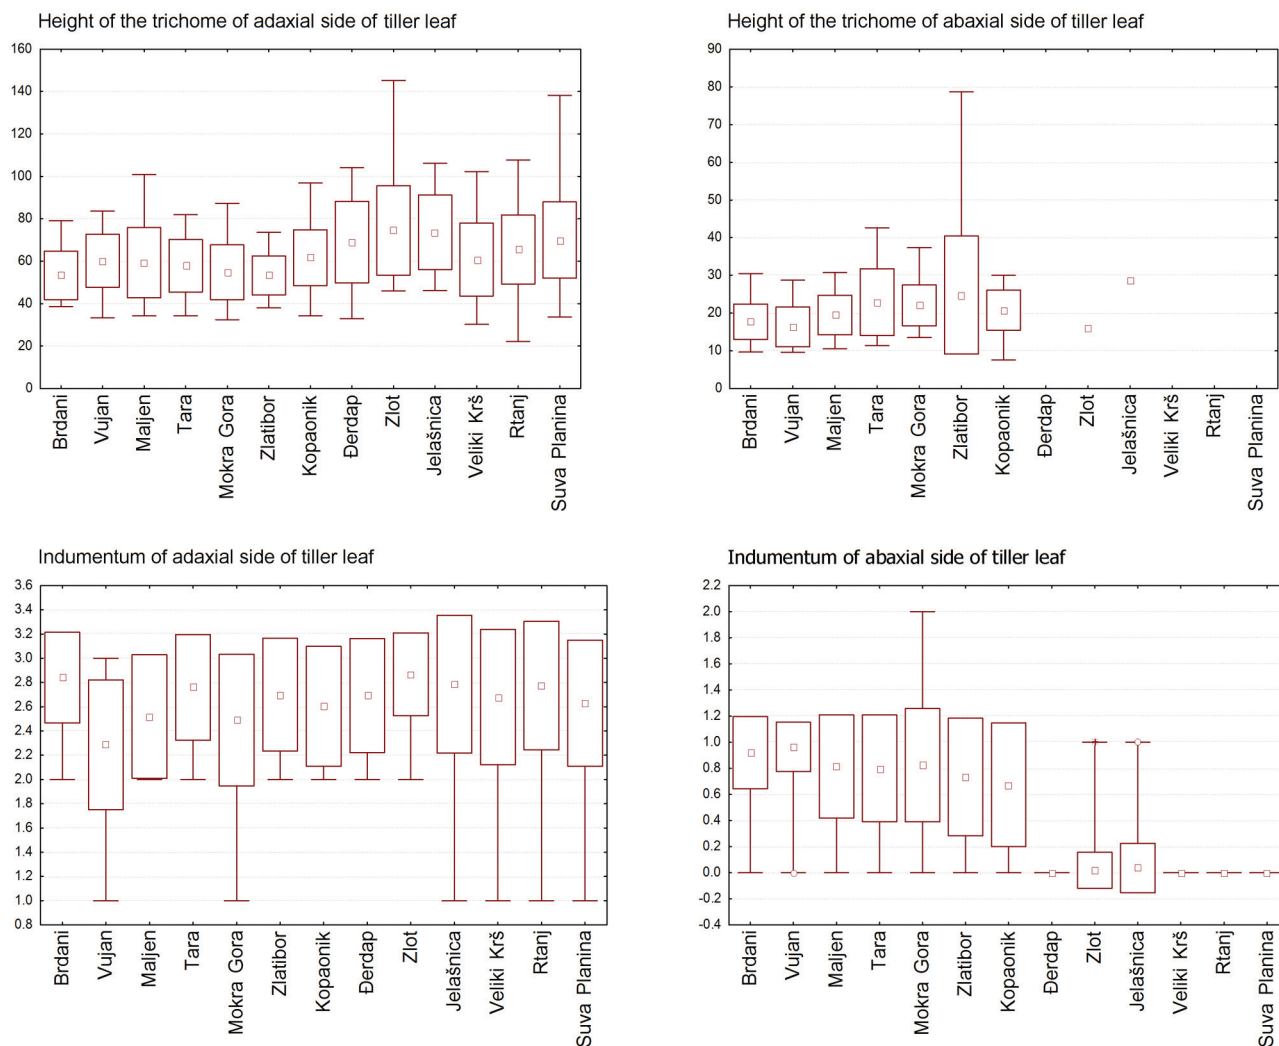 Height of the trichome of adaxial side of tiller leaf
160
140
120
100
80
60
40
20
0
Brdani
Vujan
Maljen
Tara
Mokra Gora
Zlatibor
Kopaonik
Đerdap
Zlot
Jelašnica
Veliki Krš
Rtanj
Suva Planina
Height of the trichome of abaxial side of tiller leaf
90
80
70
60
50
40
30
20
10
0
Brdani
Vujan
Maljen
Tara
Mokra Gora
Zlatibor
Kopaonik
Đerdap
Zlot
Jelašnica
Veliki Krš
Rtanj
Suva Planina
Indumentum of adaxial side of tiller leaf
3.6
3.4
3.2
3.0
2.8
2.6
2.4
2.2
2.0
1.8
1.6
1.4
1.2
1.0
0.8
Brdani
Vujan
Maljen
Tara
Mokra Gora
Zlatibor
Kopaonik
Đerdap
Zlot
Jelašnica
Veliki Krš
Rtanj
Suva Planina
Indumentum of abaxial side of tiller leaf
2.2
2.0
1.8
1.6
1.4
1.2
1.0
0.8
0.6
0.4
0.2
0.0
-0.2
-0.4
Brdani
Vujan
Maljen
Tara
Mokra Gora
Zlatibor
Kopaonik
Đerdap
Zlot
Jelašnica
Veliki Krš
Rtanj
Suva Planina